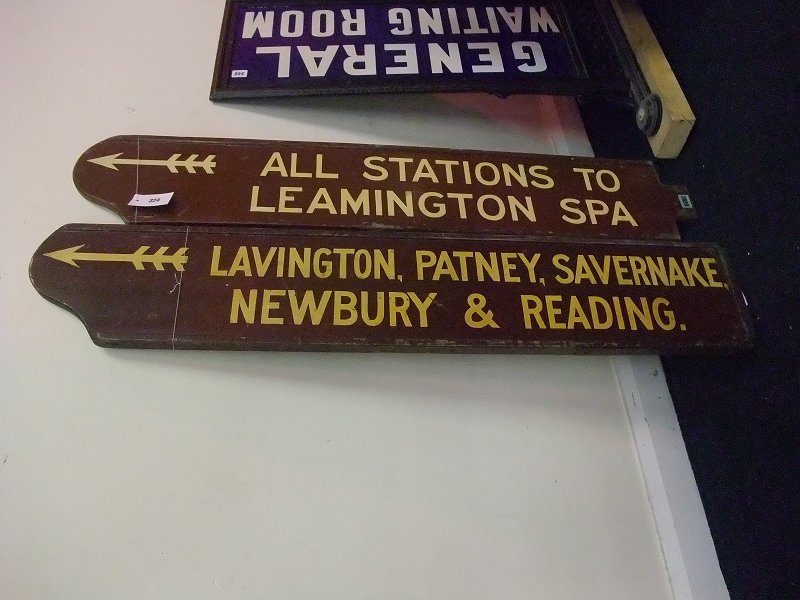 GENERAL
WAITING ROOM
ALL STATIONS TO
LEAMINGTON SPA
LAVINGTON, PATNEY, SAVERNAKE,
NEWBURY & READING.